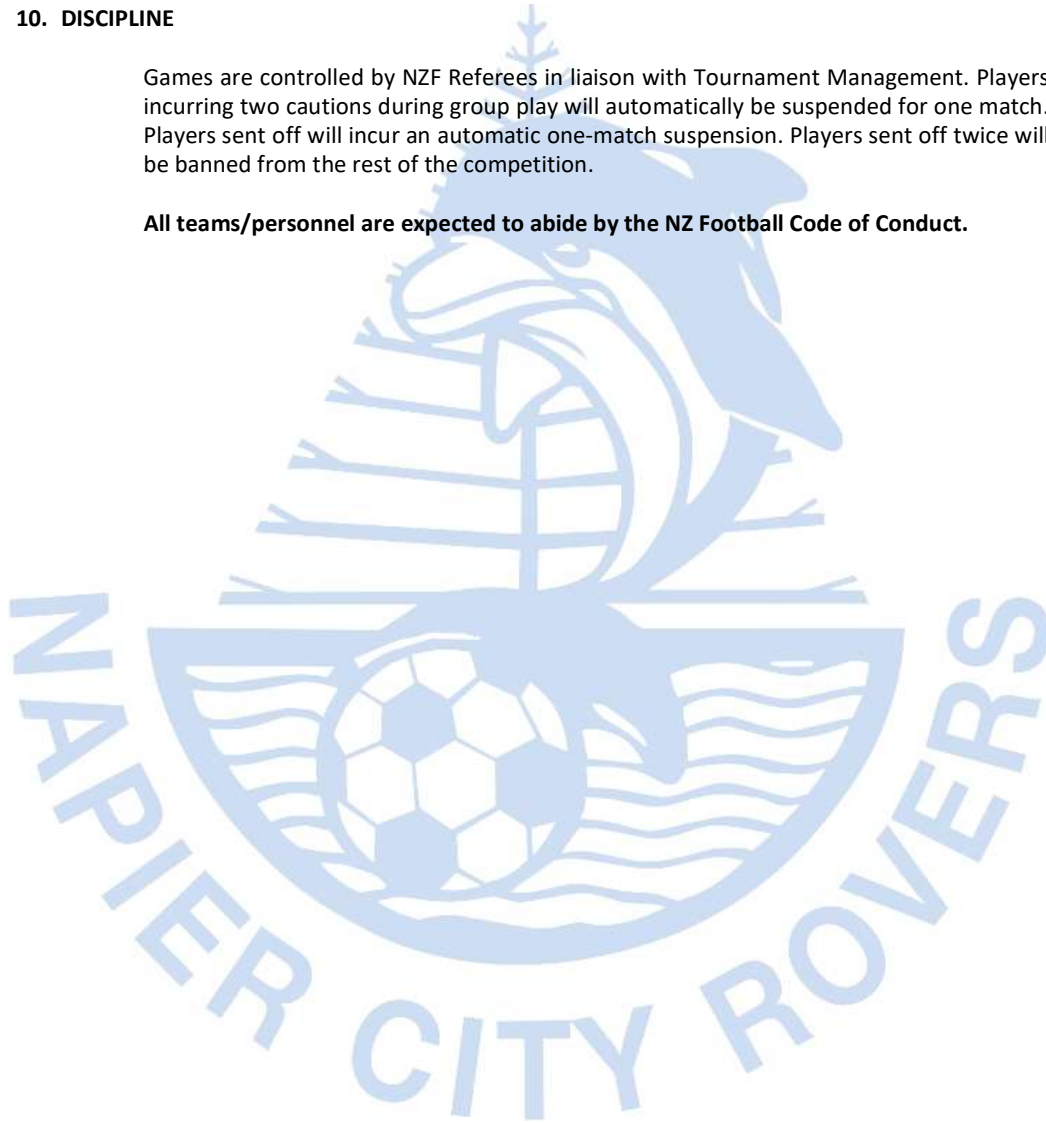 10. DISCIPLINE
Games are controlled by NZF Referees in liaison with Tournament Management. Players
incurring two cautions during group play will automatically be suspended for one match.
Players sent off will incur an automatic one-match suspension. Players sent off twice will
be banned from the rest of the competition.
All teams/personnel are expected to abide by the NZ Football Code of Conduct.
NAPIER CITY ROVERS